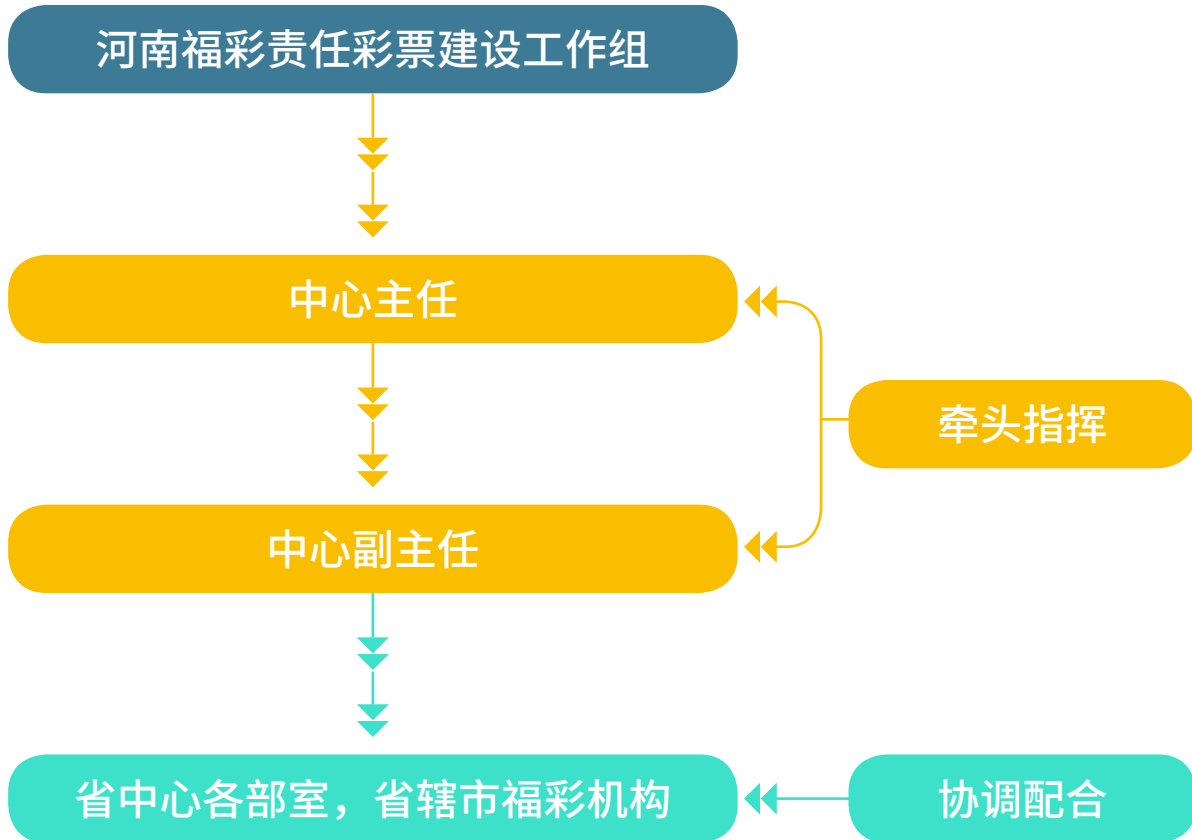 河南福彩责任彩票建设工作组
中心主任
牵头指挥
中心副主任
省中心各部室，省辖市福彩机构
协调配合